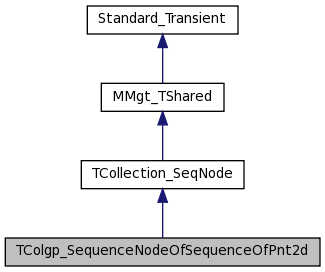 Standard_Transient
MMgt_TShared
TCollection_SeqNode
TColgp_SequenceNodeOfSequenceOfPnt2d